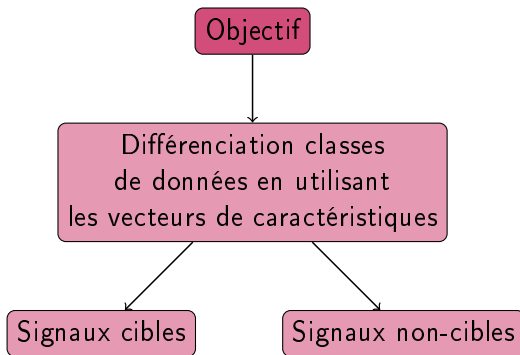 Objectif
Différenciation classes
de données en utilisant
les vecteurs de caractéristiques
Signaux cibles
Signaux non-cibles